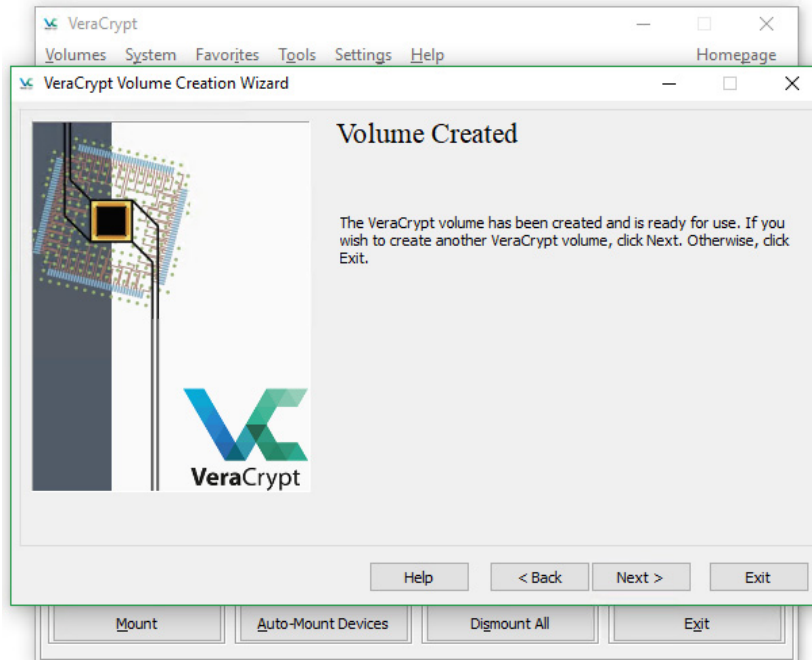 VeraCrypt
Volumes System Favorites Tools Settings Help Homepage
VeraCrypt Volume Creation Wizard
Volume Created
The VeraCrypt volume has been created and is ready for use. If you
wish to create another VeraCrypt volume, click Next. Otherwise, click
Exit.
VeraCrypt
Help < Back Next > Exit
Mount Auto-Mount Devices Dismount All Exit